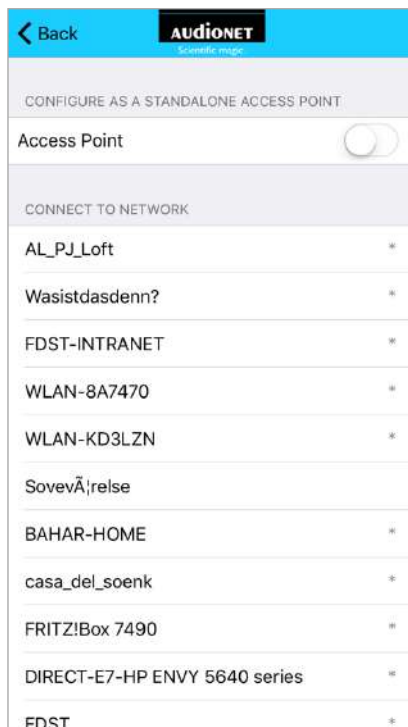 Back
AUDIONET
Scientific magic
CONFIGURE AS A STANDALONE ACCESS POINT
Access Point
CONNECT TO NETWORK
AL_PJ_Loft *
Wasistdasdenn? *
FDST-INTRANET *
WLAN-8A7470 *
WLAN-KD3LZN *
SovevÃ¦relse
BAHAR-HOME *
casa_del_soenk *
FRITZ!Box 7490 *
DIRECT-E7-HP ENVY 5640 series *
FDST *